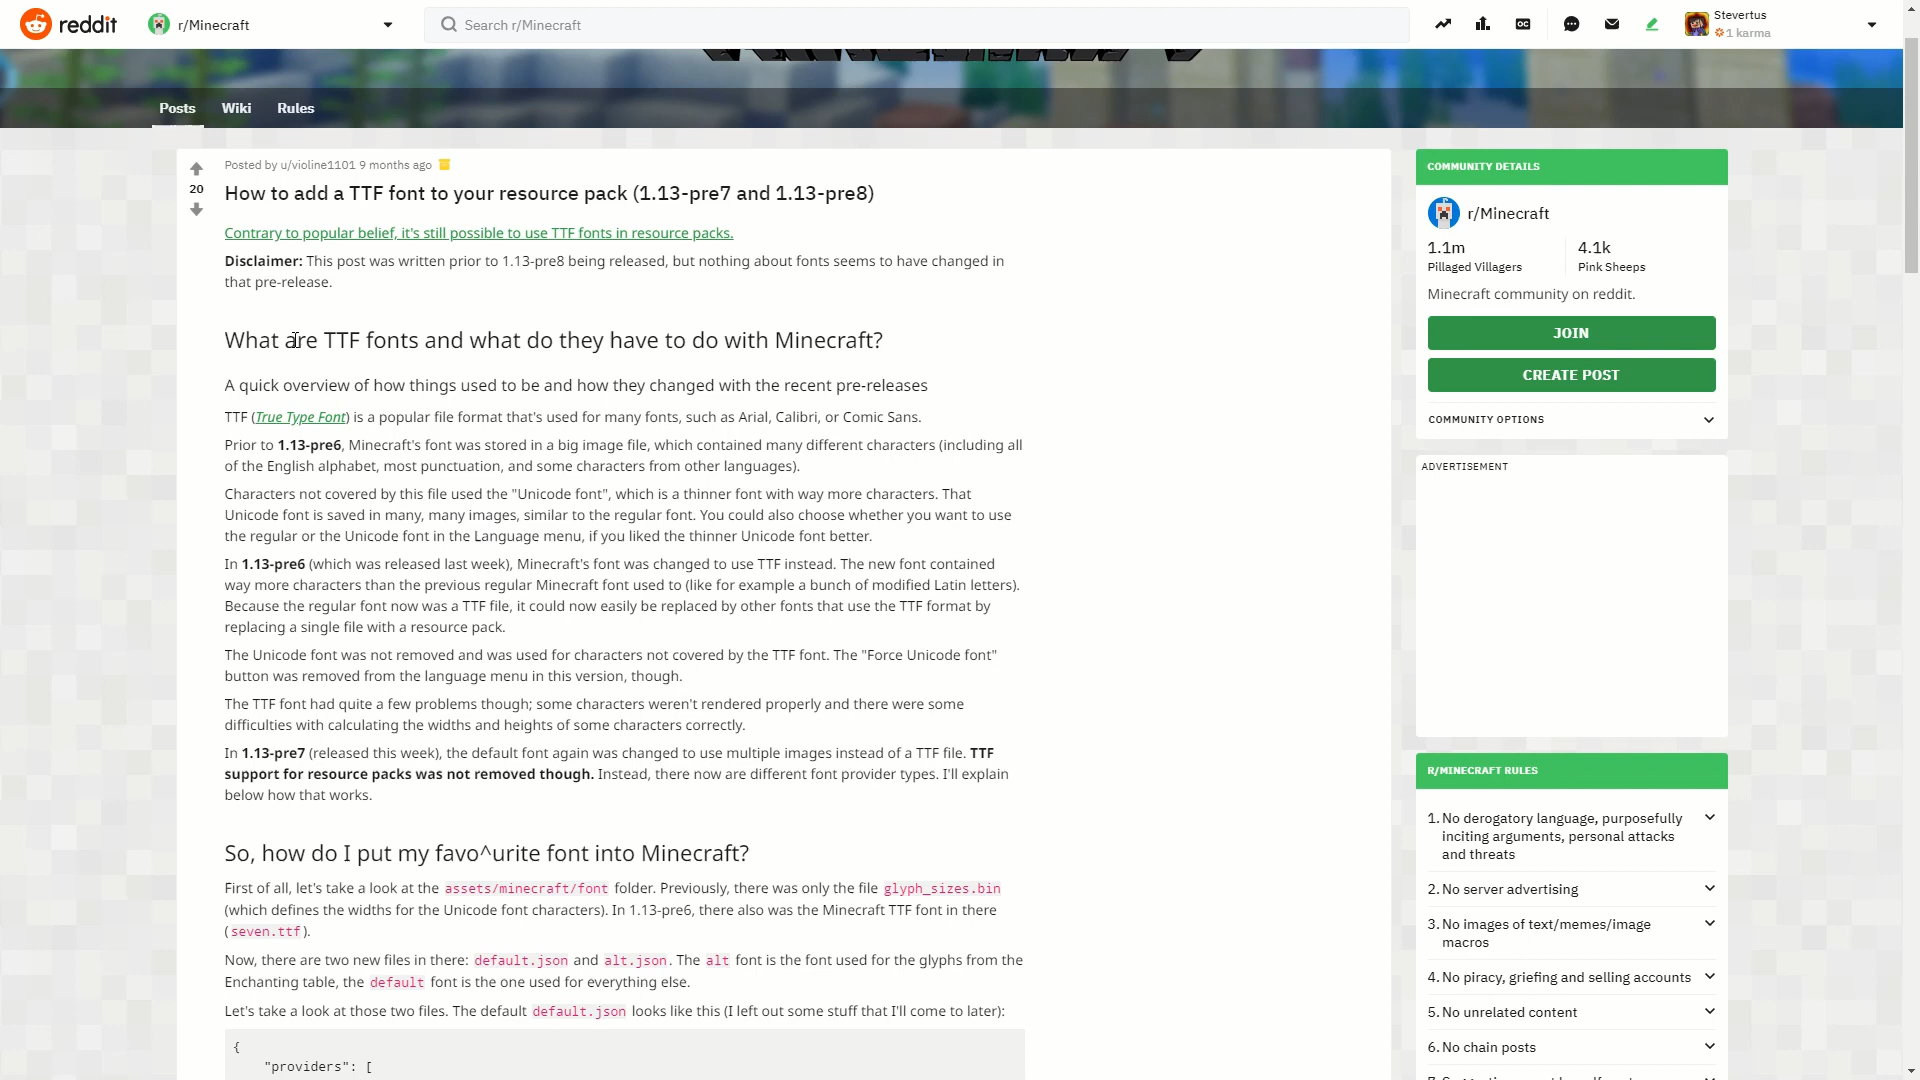 reddit
r/Minecraft
Search r/Minecraft
Stevertus
1 karma
Posts
Wiki
Rules
Posted by u/violine1101 9 months ago
20
How to add a TTF font to your resource pack (1.13-pre7 and 1.13-pre8)
Contrary to popular belief, it's still possible to use TTF fonts in resource packs.
Disclaimer: This post was written prior to 1.13-pre8 being released, but nothing about fonts seems to have changed in
that pre-release.
What are TTF fonts and what do they have to do with Minecraft?
A quick overview of how things used to be and how they changed with the recent pre-releases
TTF (True Type Font) is a popular file format that's used for many fonts, such as Arial, Calibri, or Comic Sans.
Prior to 1.13-pre6, Minecraft's font was stored in a big image file, which contained many different characters (including all
of the English alphabet, most punctuation, and some characters from other languages).
Characters not covered by this file used the "Unicode font", which is a thinner font with way more characters. That
Unicode font is saved in many, many images, similar to the regular font. You could also choose whether you want to use
the regular or the Unicode font in the Language menu, if you liked the thinner Unicode font better.
In 1.13-pre6 (which was released last week), Minecraft's font was changed to use TTF instead. The new font contained
way more characters than the previous regular Minecraft font used to (like for example a bunch of modified Latin letters).
Because the regular font now was a TTF file, it could now easily be replaced by other fonts that use the TTF format by
replacing a single file with a resource pack.
The Unicode font was not removed and was used for characters not covered by the TTF font. The "Force Unicode font"
button was removed from the language menu in this version, though.
The TTF font had quite a few problems though; some characters weren't rendered properly and there were some
difficulties with calculating the widths and heights of some characters correctly.
In 1.13-pre7 (released this week), the default font again was changed to use multiple images instead of a TTF file. TTF
support for resource packs was not removed though. Instead, there now are different font provider types. I'll explain
below how that works.
So, how do I put my favo^urite font into Minecraft?
First of all, let's take a look at the assets/minecraft/font folder. Previously, there was only the file glyph_sizes.bin
(which defines the widths for the Unicode font characters). In 1.13-pre6, there also was the Minecraft TTF font in there
(seven.ttf).
Now, there are two new files in there: default.json and alt.json. The alt font is the font used for the glyphs from the
Enchanting table, the default font is the one used for everything else.
Let's take a look at those two files. The default default.json looks like this (I left out some stuff that I'll come to later):
{
"providers": [
COMMUNITY DETAILS
r/Minecraft
1.1m
Pillaged Villagers
4.1k
Pink Sheeps
Minecraft community on reddit.
JOIN
CREATE POST
COMMUNITY OPTIONS
ADVERTISEMENT
R/MINECRAFT RULES
1. No derogatory language, purposefully
inciting arguments, personal attacks
and threats
2. No server advertising
3. No images of text/memes/image
macros
4. No piracy, griefing and selling accounts
5. No unrelated content
6. No chain posts